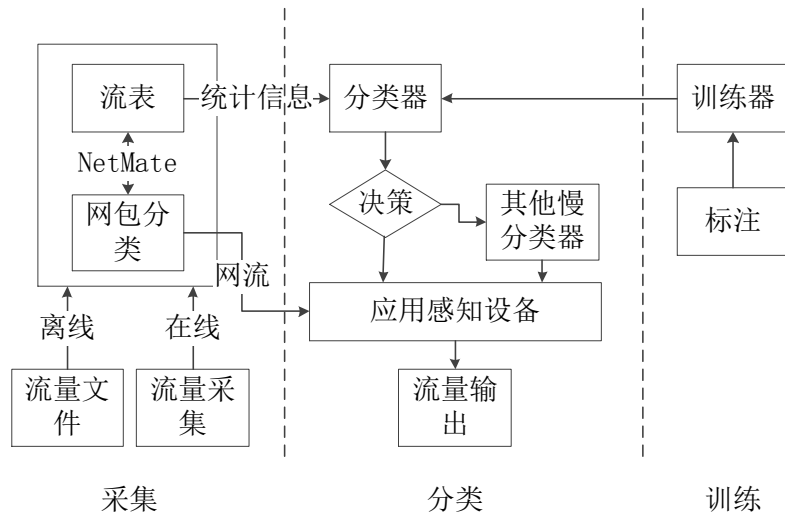 流表
统计信息
分类器
训练器
NetMate
网包分
类
决策
其他慢
分类器
标注
网流
应用感知设备
离线
在线
流量文
件
流量采
集
流量输
出
采集
分类
训练